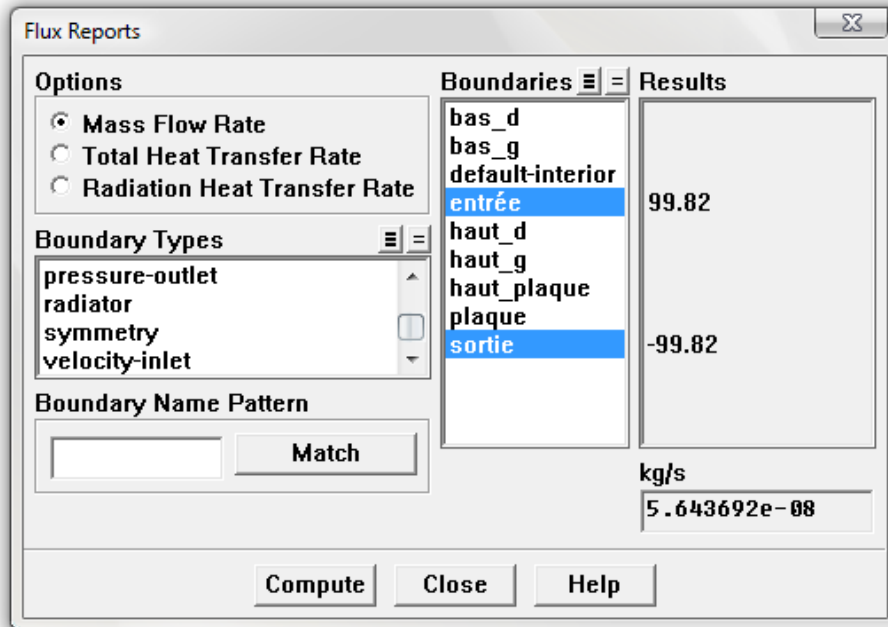 Flux Reports
Options
Mass Flow Rate
Total Heat Transfer Rate
Radiation Heat Transfer Rate
Boundary Types
pressure-outlet
radiator
symmetry
velocity-inlet
Boundary Name Pattern
Match
Boundaries
bas_d
bas_g
default-interior
entrée
haut_d
haut_g
haut_plaque
plaque
sortie
Results
99.82
-99.82
kg/s
5.643692e-08
Compute Close Help